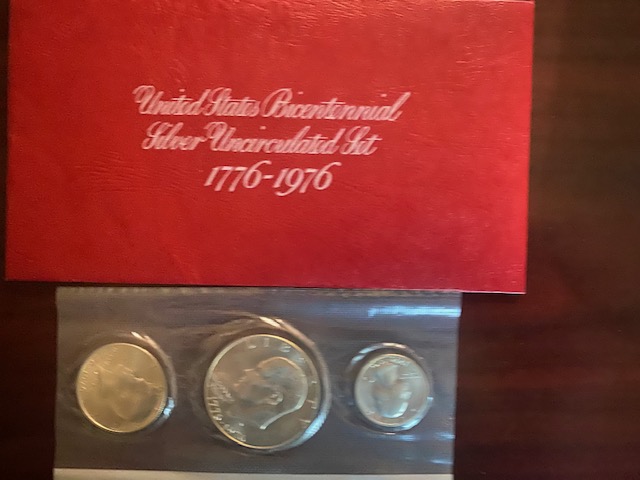 United States Bicentennial
Silver Uncirculated Set
1776-1976